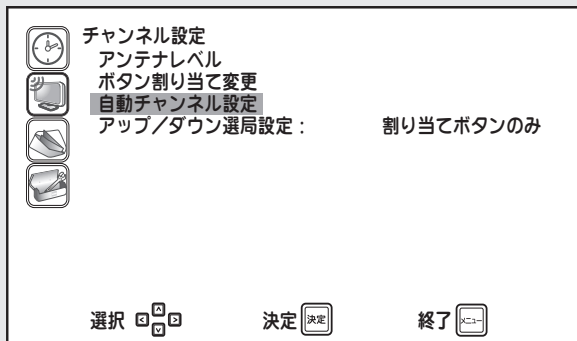 チャンネル設定
アンテナレベル
ボタン割り当て変更
自動チャンネル設定
アップ／ダウン選局設定： 割り当てボタンのみ
選択 決定 決定 終了 メニュー